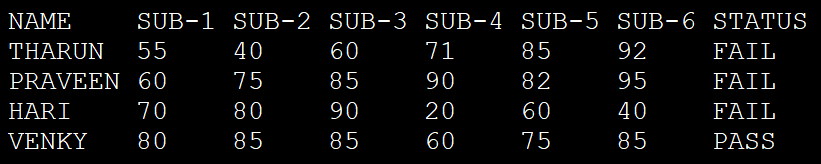 NAME SUB-1 SUB-2 SUB-3 SUB-4 SUB-5 SUB-6 STATUS
THARUN 55 40 60 71 85 92 FAIL
PRAVEEN 60 75 85 90 82 95 FAIL
HARI 70 80 90 20 60 40 FAIL
VENKY 80 85 85 60 75 85 PASS